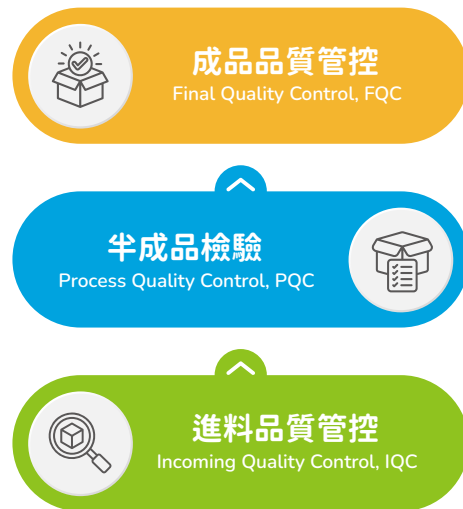 成品品質管控
Final Quality Control, FQC
半成品檢驗
Process Quality Control, PQC
進料品質管控
Incoming Quality Control, IQC